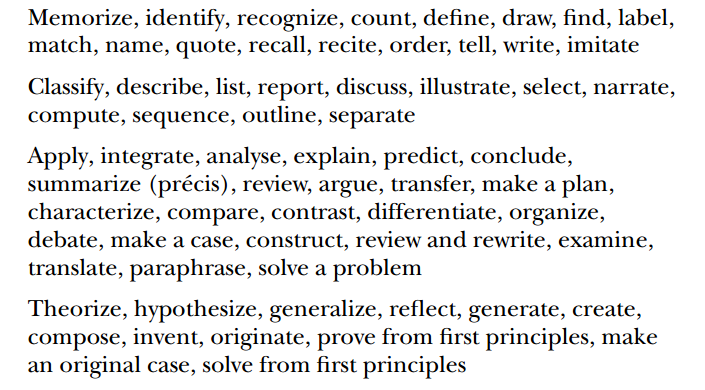 Memorize, identify, recognize, count, define, draw, find, label,
match, name, quote, recall, recite, order, tell, write, imitate
Classify, describe, list, report, discuss, illustrate, select, narrate,
compute, sequence, outline, separate
Apply, integrate, analyse, explain, predict, conclude,
summarize (précis), review, argue, transfer, make a plan,
characterize, compare, contrast, differentiate, organize,
debate, make a case, construct, review and rewrite, examine,
translate, paraphrase, solve a problem
Theorize, hypothesize, generalize, reflect, generate, create,
compose, invent, originate, prove from first principles, make
an original case, solve from first principles